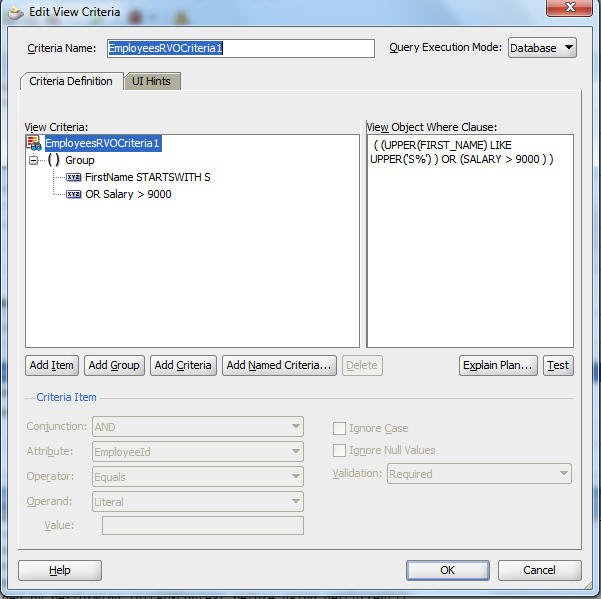 Edit View Criteria
Criteria Name: EmployeesRVOCriteria1
Query Execution Mode: Database
Criteria Definition
UI Hints
View Criteria:
EmployeesRVOCriteria1
( ) Group
XYZ FirstName STARTSWITH S
XYZ OR Salary > 9000
View Object Where Clause:
( (UPPER(FIRST_NAME) LIKE
UPPER('S%') ) OR (SALARY > 9000 ) )
Add Item Add Group Add Criteria Add Named Criteria... Delete
Explain Plan... Test
Criteria Item
Conjunction: AND
Attribute: EmployeeId
Operator: Equals
Operand: Literal
Value:
Ignore Case
Ignore Null Values
Validation: Required
Help OK Cancel